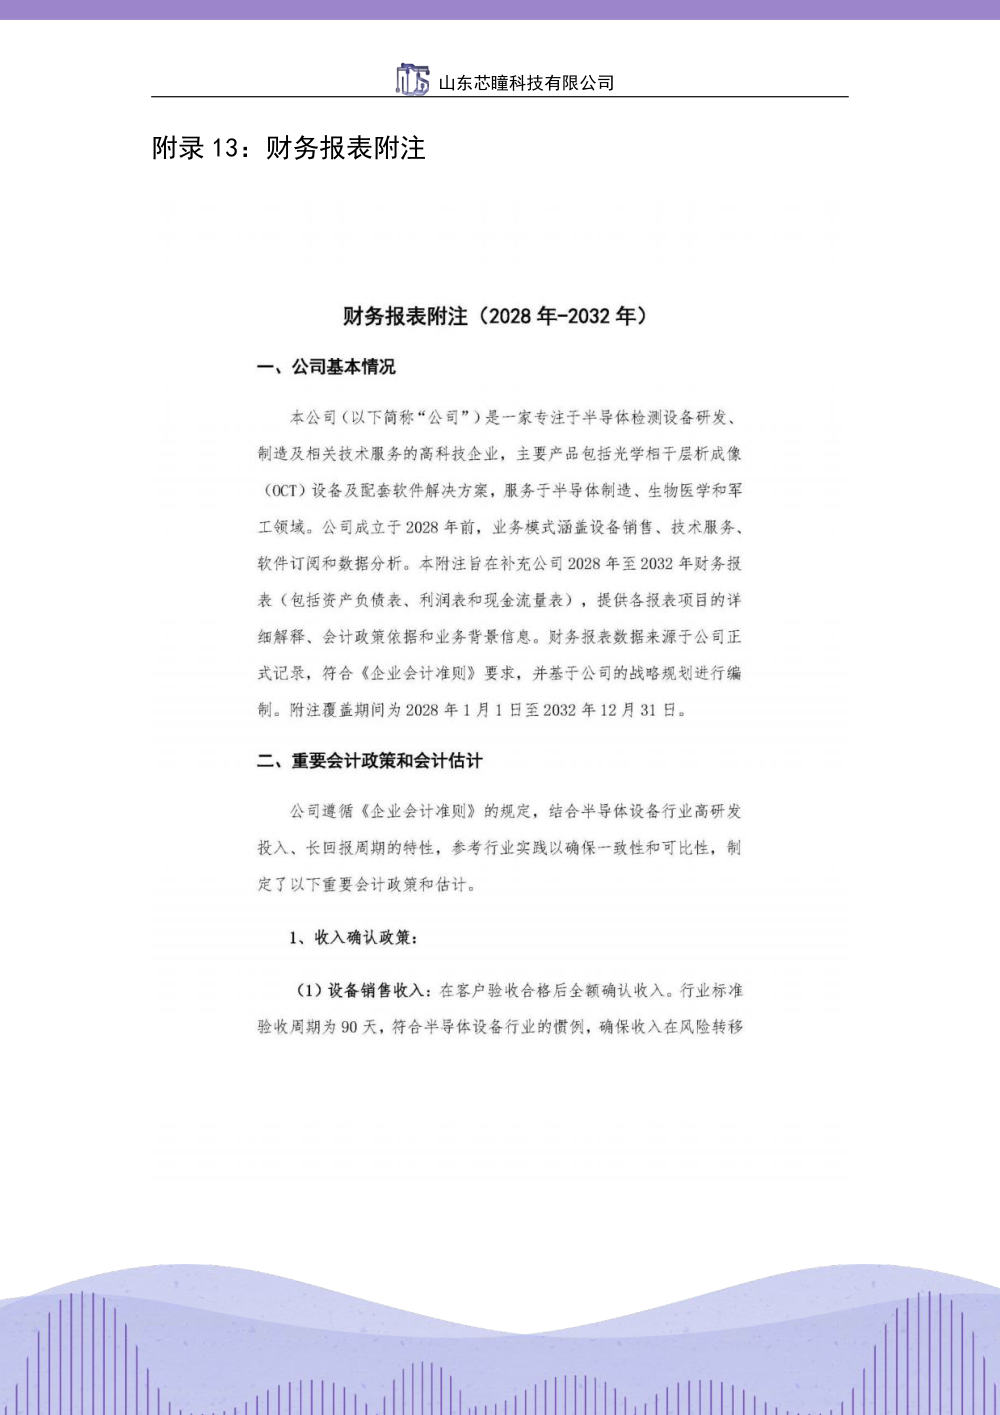 山东芯瞳科技有限公司
附录 13：财务报表附注
财务报表附注（2028 年-2032 年）
一、公司基本情况
本公司（以下简称“公司”）是一家专注于半导体检测设备研发、
制造及相关技术服务的高科技企业，主要产品包括光学相干层析成像
（OCT）设备及配套软件解决方案，服务于半导体制造、生物医学和军
工领域。公司成立于 2028 年前，业务模式涵盖设备销售、技术服务、
软件订阅和数据分析。本附注旨在补充公司 2028 年至 2032 年财务报
表（包括资产负债表、利润表和现金流量表），提供各报表项目的详
细解释、会计政策依据和业务背景信息。财务报表数据来源于公司正
式记录，符合《企业会计准则》要求，并基于公司的战略规划进行编
制。附注覆盖期间为 2028 年 1 月 1 日至 2032 年 12 月 31 日。
二、重要会计政策和会计估计
公司遵循《企业会计准则》的规定，结合半导体设备行业高研发
投入、长回报周期的特性，参考行业实践以确保一致性和可比性，制
定了以下重要会计政策和估计。
1、收入确认政策：
（1）设备销售收入：在客户验收合格后全额确认收入。行业标准
验收周期为 90 天，符合半导体设备行业的惯例，确保收入在风险转移